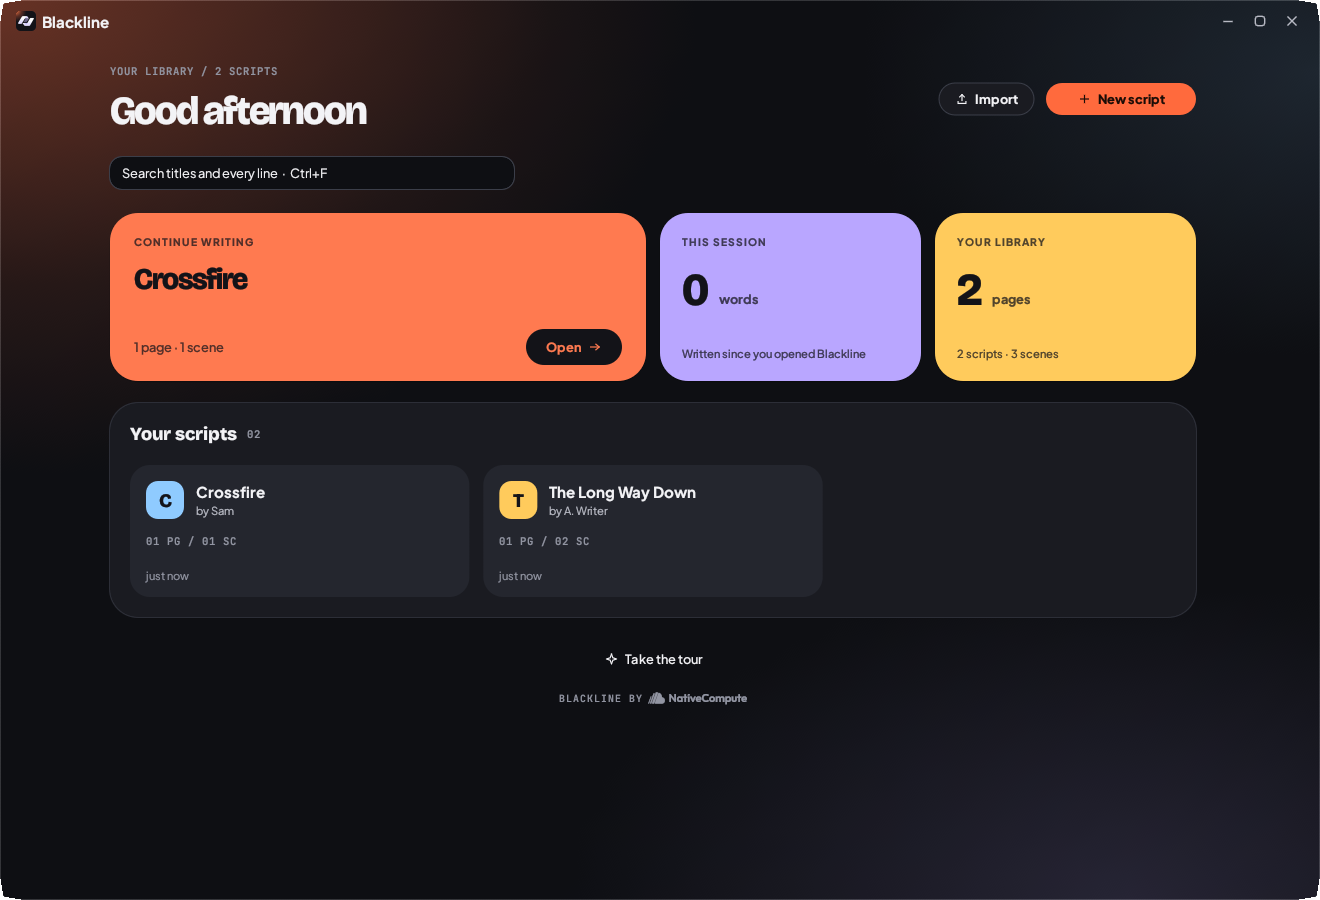 Blackline
YOUR LIBRARY / 2 SCRIPTS
Good afternoon
Import
New script
Search titles and every line · Ctrl+F
CONTINUE WRITING
Crossfire
1 page · 1 scene
Open
THIS SESSION
0 words
Written since you opened Blackline
YOUR LIBRARY
2 pages
2 scripts · 3 scenes
Your scripts 02
C
Crossfire
by Sam
01 PG / 01 SC
just now
T
The Long Way Down
by A. Writer
01 PG / 02 SC
just now
Take the tour
BLACKLINE BY NativeCompute